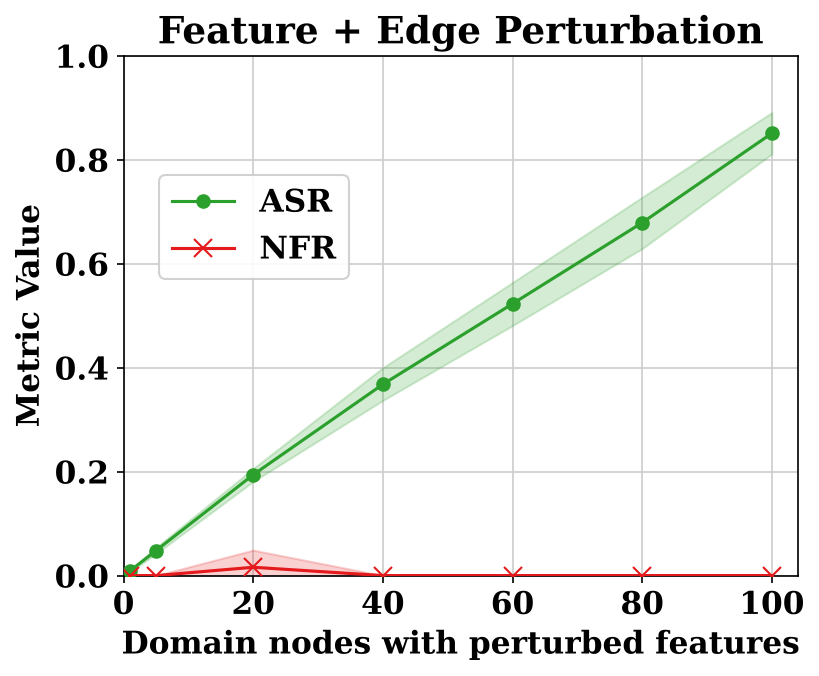 Feature + Edge Perturbation
1.0
0.8
0.6
0.4
0.2
0.0
Metric Value
ASR
NFR
0 20 40 60 80 100
Domain nodes with perturbed features